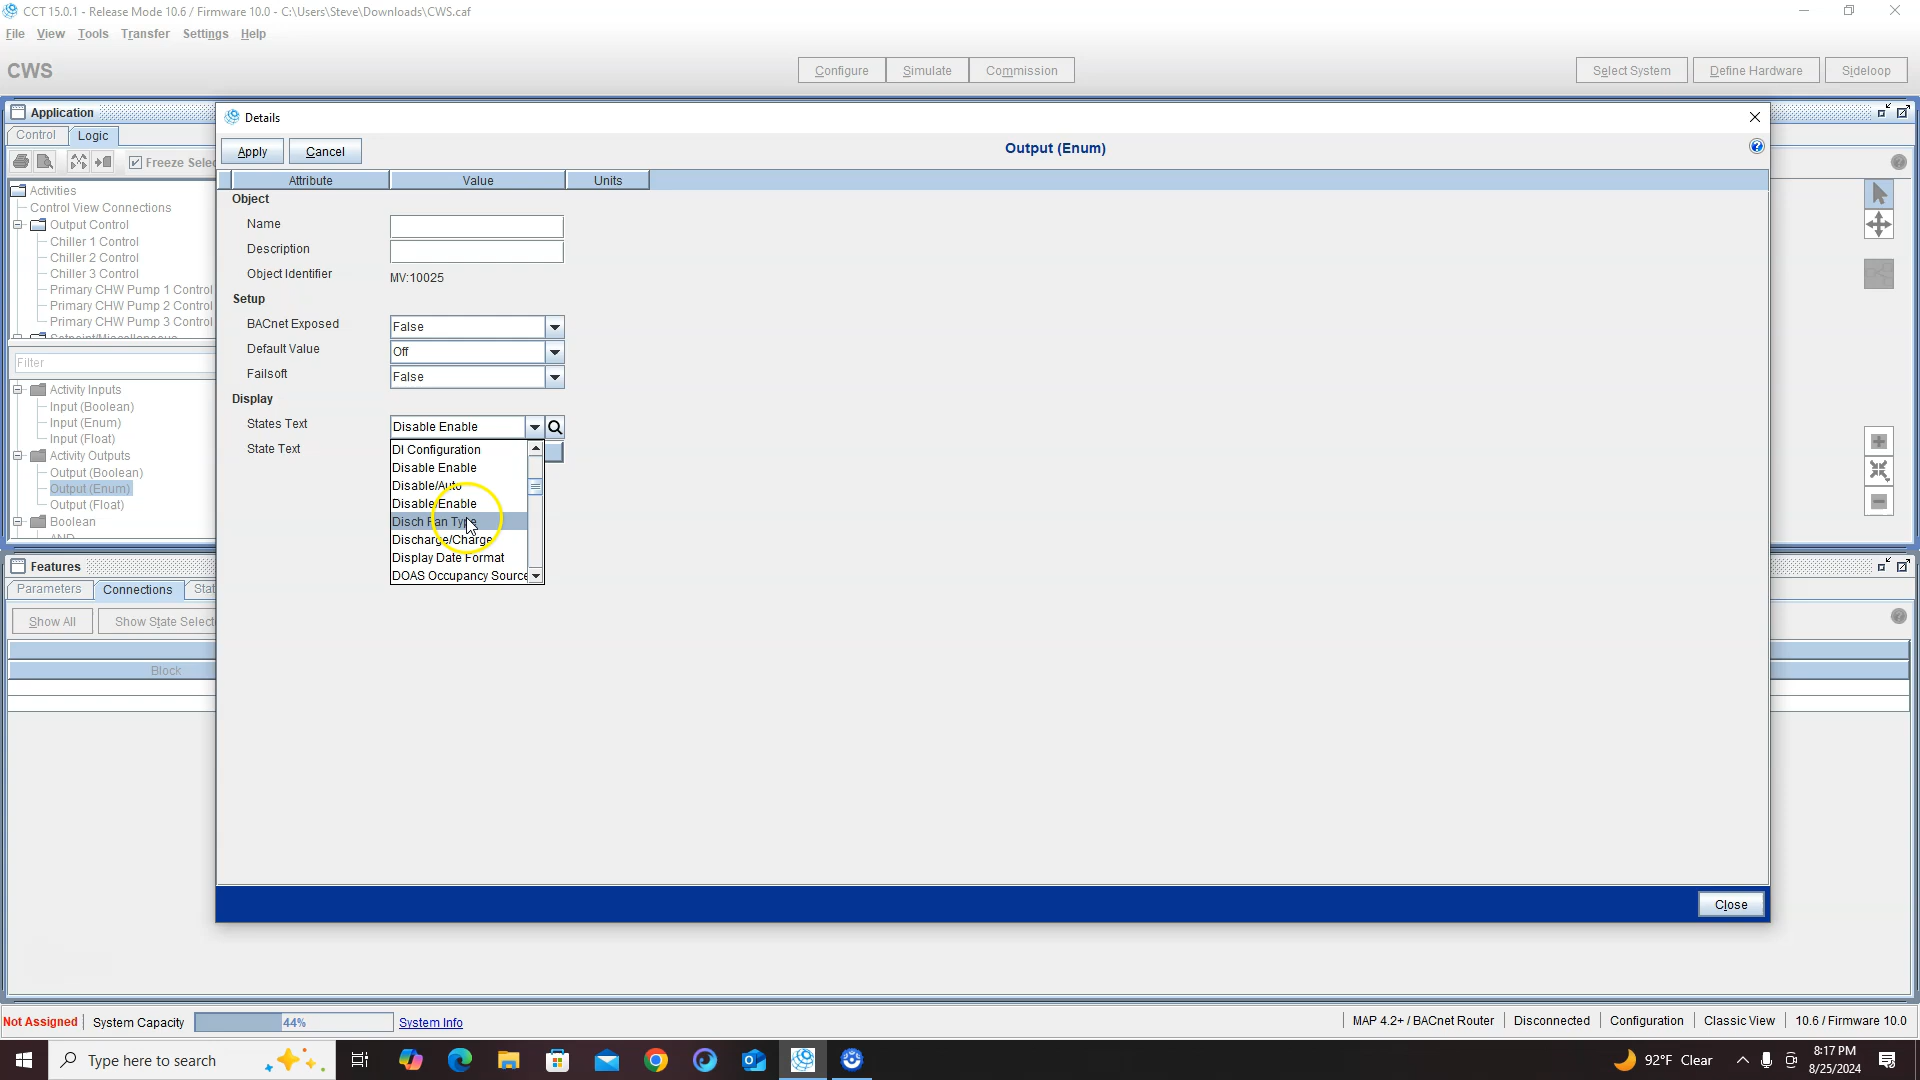 CCT 15.0.1 - Release Mode 10.6 / Firmware 10.0 - C:\Users\Steve\Downloads\CWS.caf
File View Tools Transfer Settings Help
CWS
Configure Simulate Commission
Select System Define Hardware Sideloop
Application
Control Logic
Freeze Selec
Activities
Control View Connections
Output Control
Chiller 1 Control
Chiller 2 Control
Chiller 3 Control
Primary CHW Pump 1 Control
Primary CHW Pump 2 Control
Primary CHW Pump 3 Control
Setpoint/Miscellaneous
Filter
Activity Inputs
Input (Boolean)
Input (Enum)
Input (Float)
Activity Outputs
Output (Boolean)
Output (Enum)
Output (Float)
Boolean
AND
Details
Apply Cancel
Output (Enum)
Attribute Value Units
Object
Name
Description
Object Identifier MV:10025
Setup
BACnet Exposed False
Default Value Off
Failsoft False
Display
States Text Disable Enable
State Text
DI Configuration
Disable Enable
Disable/Auto
Disable/Enable
Disch Fan Type
Discharge/Charge
Display Date Format
DOAS Occupancy Source
Close
Features
Parameters Connections Stat
Show All Show State Select
Block
Not Assigned System Capacity 44% System Info
MAP 4.2+ / BACnet Router Disconnected Configuration Classic View 10.6 / Firmware 10.0
Type here to search
92°F Clear
8:17 PM
8/25/2024